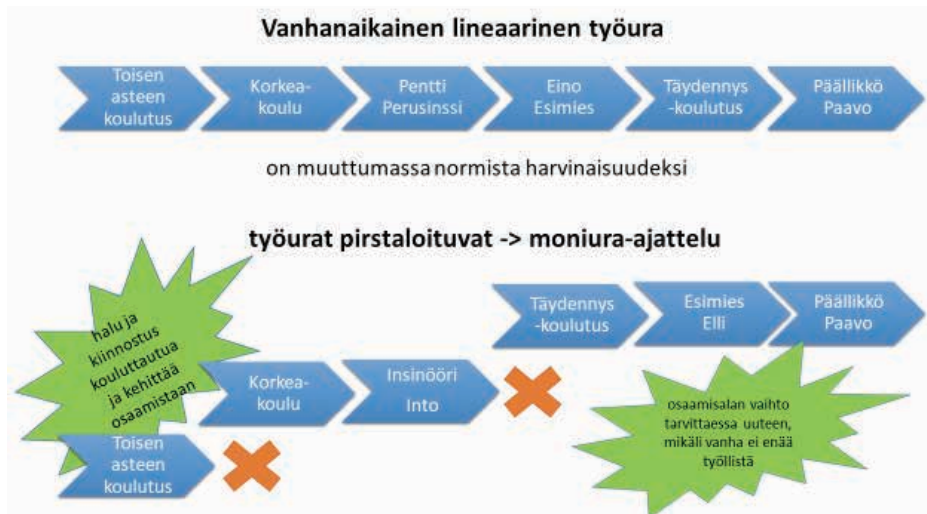 Vanhanaikainen lineaarinen työura
Toisen
asteen
koulutus
Korkea-
koulu
Pentti
Perusinssi
Eino
Esimies
Täydennys
-koulutus
Päällikkö
Paavo
on muuttumassa normista harvinaisuudeksi
työurat pirstaloituvat -> moniura-ajattelu
Täydennys
-koulutus
Esimies
Elli
Päällikkö
Paavo
halu ja
kiinnostus
kouluttautua
ja kehittää
osaamistaan
Korkea-
koulu
Insinööri
Into
osaamisalan vaihto
tarvittaessa uuteen,
mikäli vanha ei enää
työllistä
Toisen
asteen
koulutus